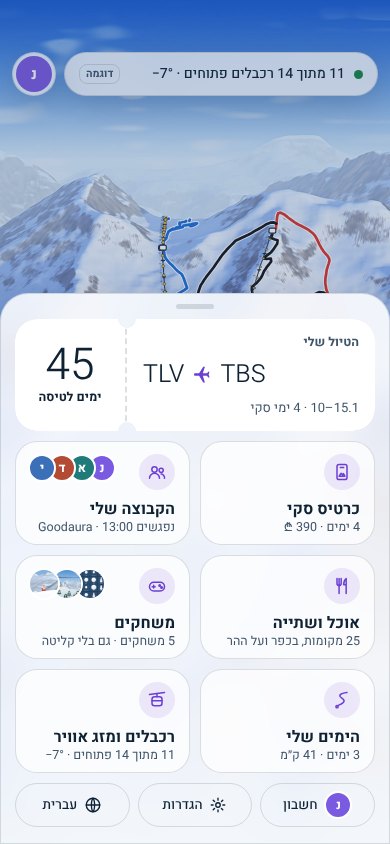 11 מתוך 14 רכבלים פתוחים · 7°−
דוגמה
נ
הטיול שלי
TLV TBS
10–15.1 · 4 ימי סקי
45
ימים לטיסה
כרטיס סקי
4 ימים · 390 ₾
נ א ד י
הקבוצה שלי
נפגשים 13:00 · Goodaura
אוכל ושתייה
25 מקומות, בכפר ועל ההר
משחקים
5 משחקים · גם בלי קליטה
הימים שלי
3 ימים · 41 ק״מ
רכבלים ומזג אוויר
11 מתוך 14 פתוחים · 7°−
נ חשבון
הגדרות
עברית